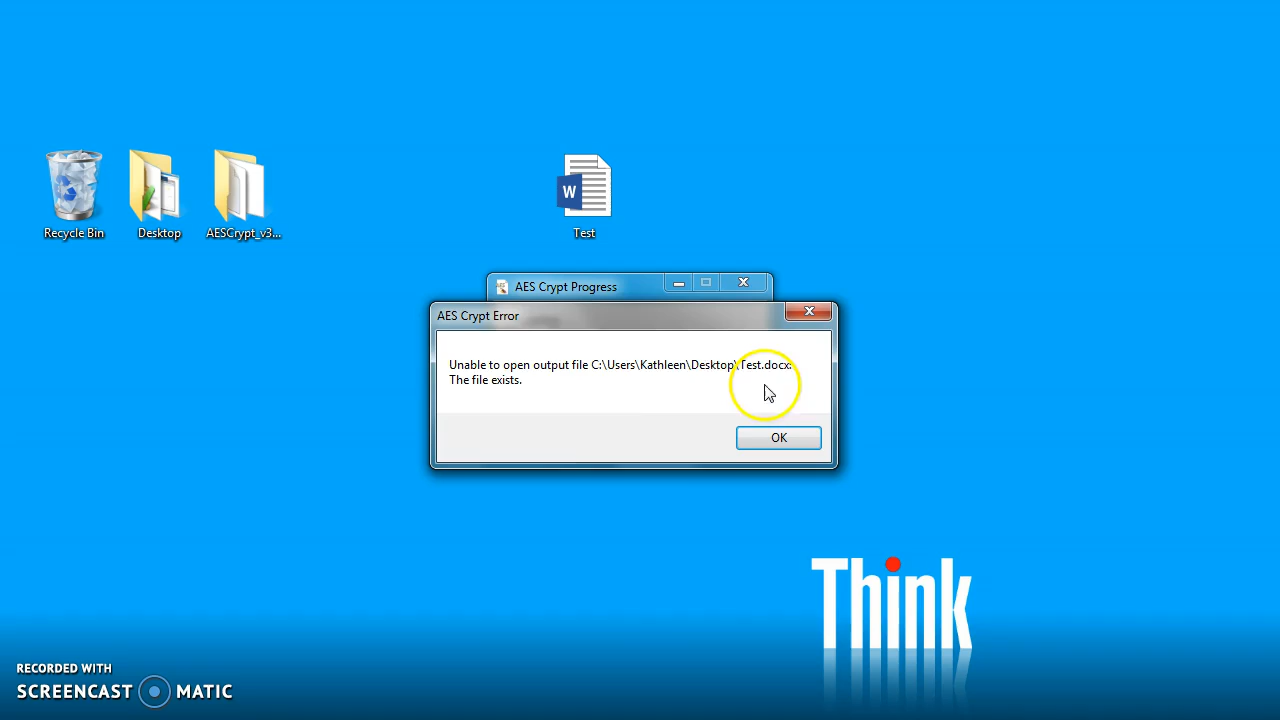 W
Recycle Bin
Desktop
AESCrypt_v3...
Test
AES Crypt Progress
AES Crypt Error
Unable to open output file C:\Users\Kathleen\Desktop\Test.docx:
The file exists.
OK
Think
RECORDED WITH
SCREENCAST MATIC